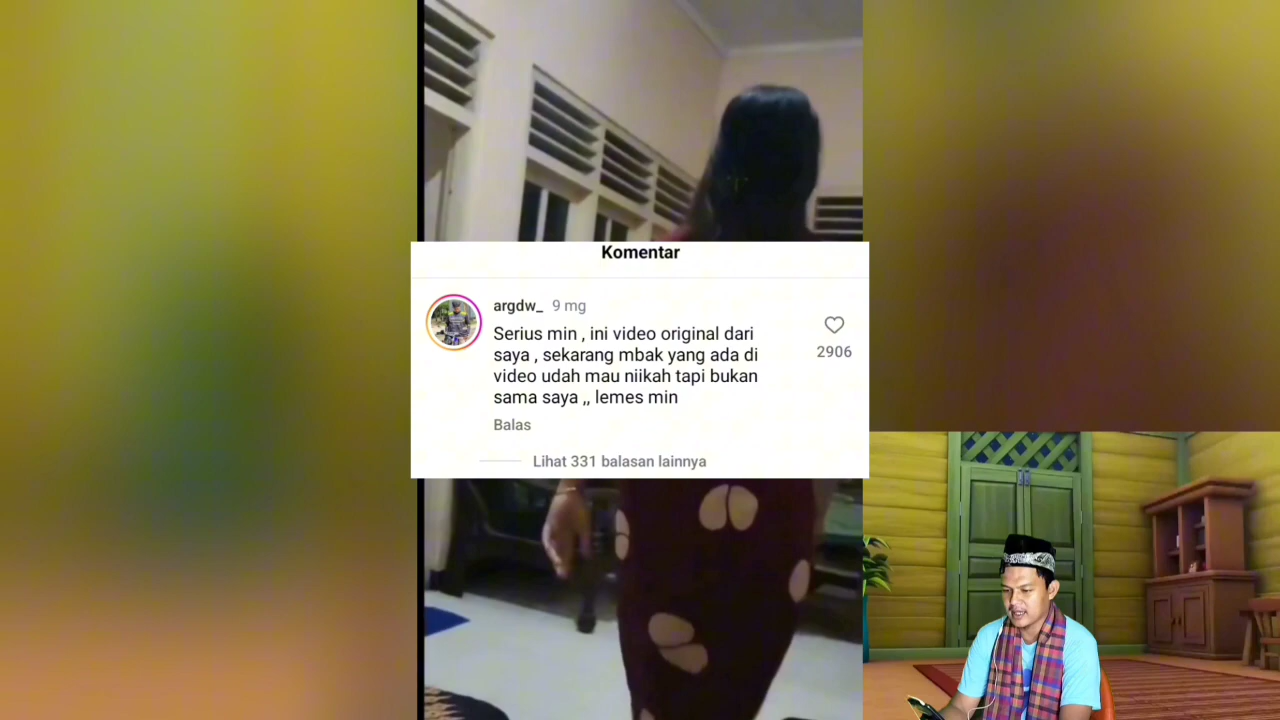 Komentar
argdw_ 9 mg
Serius min , ini video original dari
saya , sekarang mbak yang ada di
video udah mau niikah tapi bukan
sama saya ,, lemes min
2906
Balas
Lihat 331 balasan lainnya